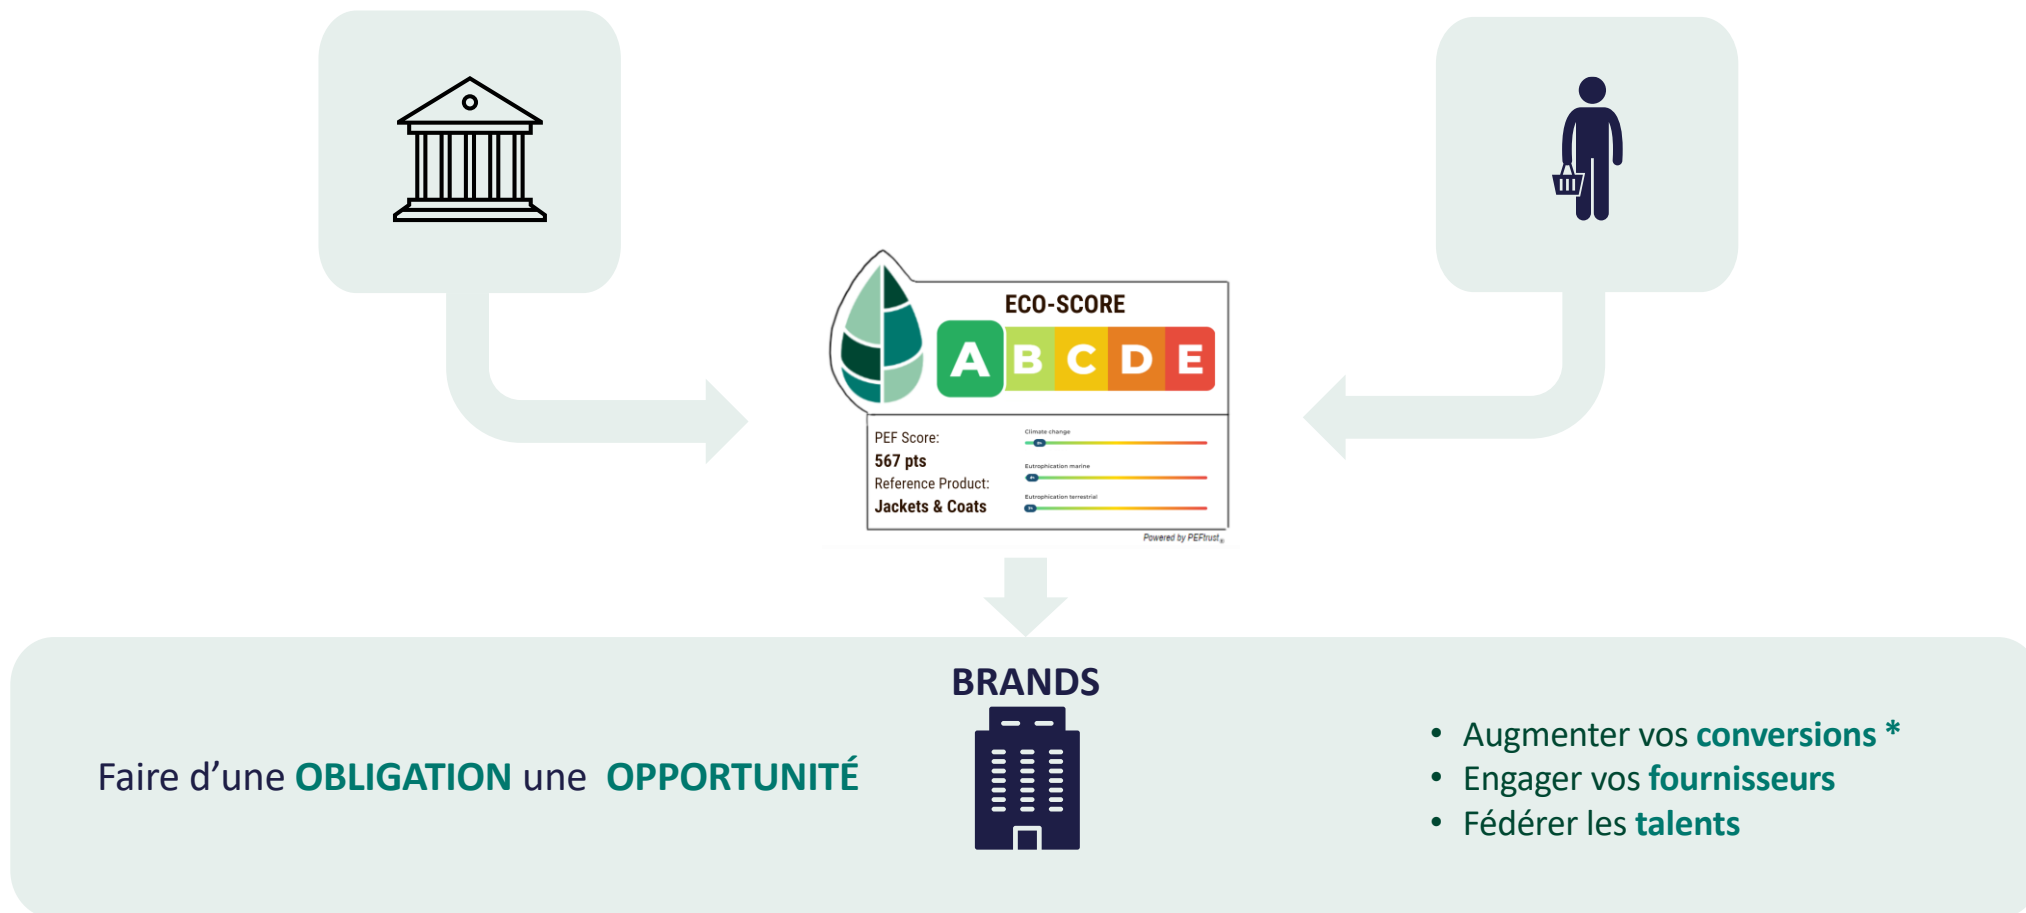 ECO-SCORE
A B C D E
PEF Score:
567 pts
Reference Product:
Jackets & Coats
Climate change
Eutrophication marine
Eutrophication terrestrial
Powered by PEFtrust®
BRANDS
Faire d’une OBLIGATION une OPPORTUNITÉ
• Augmenter vos conversions *
• Engager vos fournisseurs
• Fédérer les talents